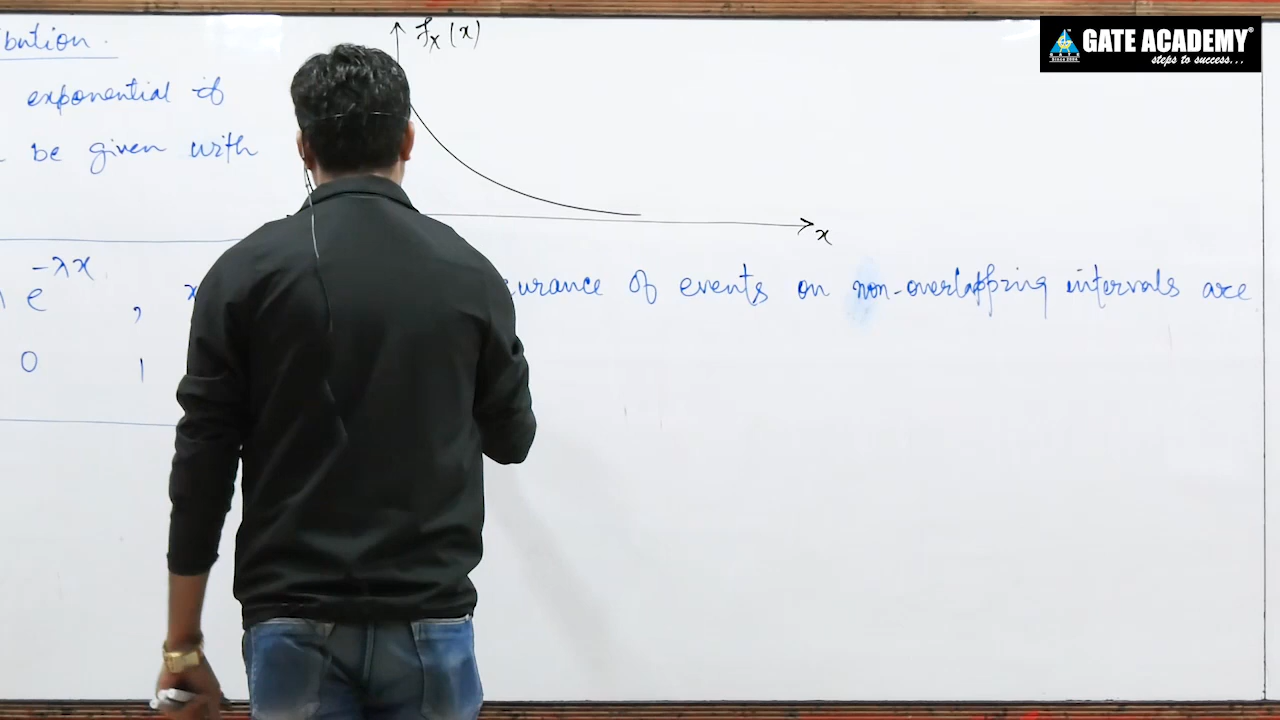 bution.
exponential if
be given with
e^-λx , x
0 ,
f_X(x)
x
curance of events on non-overlapping intervals are
GATE ACADEMY®
steps to success...